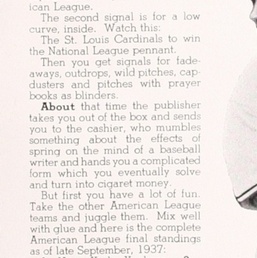 ican League.
The second signal is for a low
curve, inside. Watch this:
The St. Louis Cardinals to win
the National League pennant.
Then you get signals for fade-
aways, outdrops, wild pitches, cap-
dusters and pitches with prayer
books as blinders.
About that time the publisher
takes you out of the box and sends
you to the cashier, who mumbles
something about the effects of
spring on the mind of a baseball
writer and hands you a complicated
form which you eventually solve
and turn into cigaret money.
But first you have a lot of fun.
Take the other American League
teams and juggle them. Mix well
with glue and here is the complete
American League final standings
as of late September, 1937: